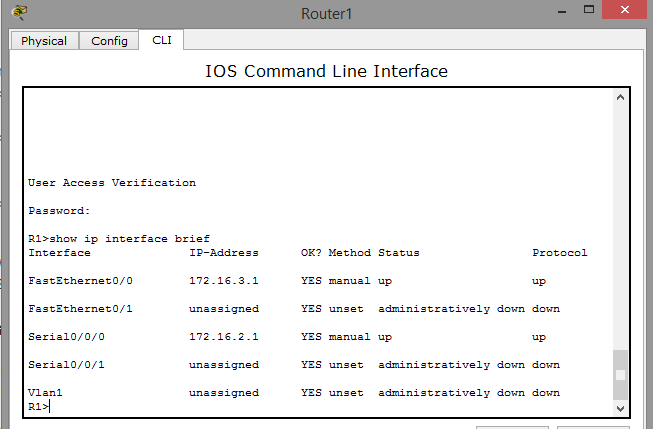 Router1
Physical Config CLI
IOS Command Line Interface
User Access Verification
Password:
R1>show ip interface brief
Interface IP-Address OK? Method Status Protocol
FastEthernet0/0 172.16.3.1 YES manual up up
FastEthernet0/1 unassigned YES unset administratively down down
Serial0/0/0 172.16.2.1 YES manual up up
Serial0/0/1 unassigned YES unset administratively down down
Vlan1 unassigned YES unset administratively down down
R1>